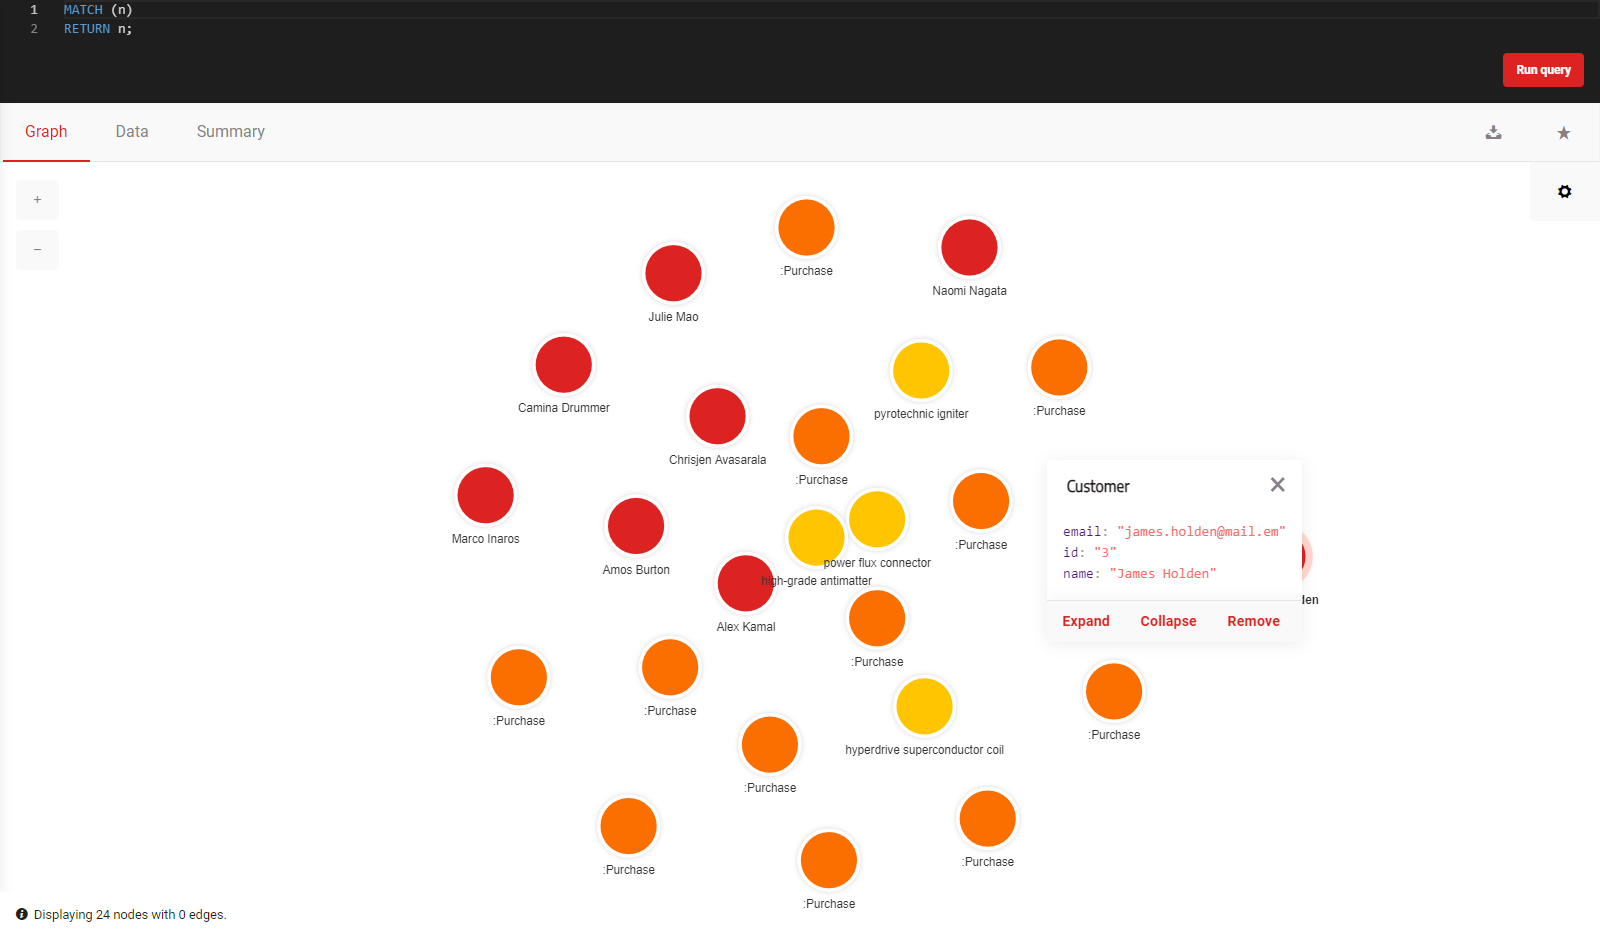 1 MATCH (n)
2 RETURN n;
Run query
Graph Data Summary
+
−
:Purchase
Naomi Nagata
Julie Mao
Camina Drummer
pyrotechnic igniter
:Purchase
Chrisjen Avasarala
:Purchase
Customer
email: "james.holden@mail.em"
id: "3"
name: "James Holden"
Expand Collapse Remove
den
Marco Inaros
:Purchase
Amos Burton
power flux connector
high-grade antimatter
Alex Kamal
:Purchase
:Purchase
:Purchase
:Purchase
hyperdrive superconductor coil
:Purchase
:Purchase
:Purchase
:Purchase
Displaying 24 nodes with 0 edges.